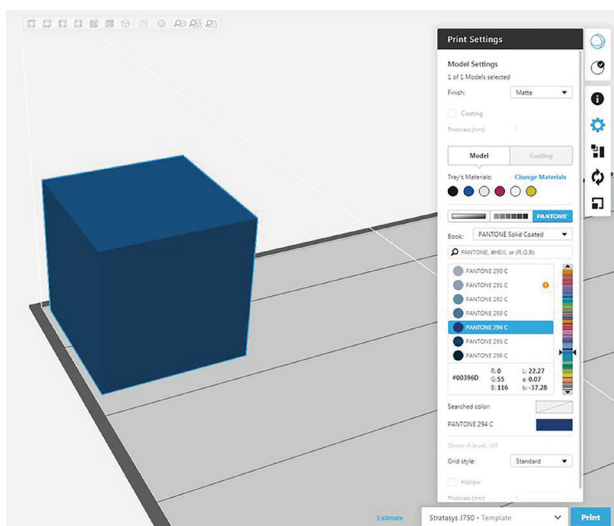 Print Settings
Model Settings
1 of 1 Models selected
Finish: Matte
Coating
Thickness [mm]:
Model Coating
Tray's Materials: Change Materials
PANTONE
Book: PANTONE Solid Coated
PANTONE, #HEX, or (R,G,B)
PANTONE 290 C
PANTONE 291 C
PANTONE 292 C
PANTONE 293 C
PANTONE 294 C
PANTONE 295 C
PANTONE 296 C
R: 0 L: 22.27
#00396D G: 55 a: 0.07
B: 116 b: -37.28
Searched color:
PANTONE 294 C
Grid style: Standard
Hollow
Thickness [mm]:
Estimate Stratasys J750 • Template Print